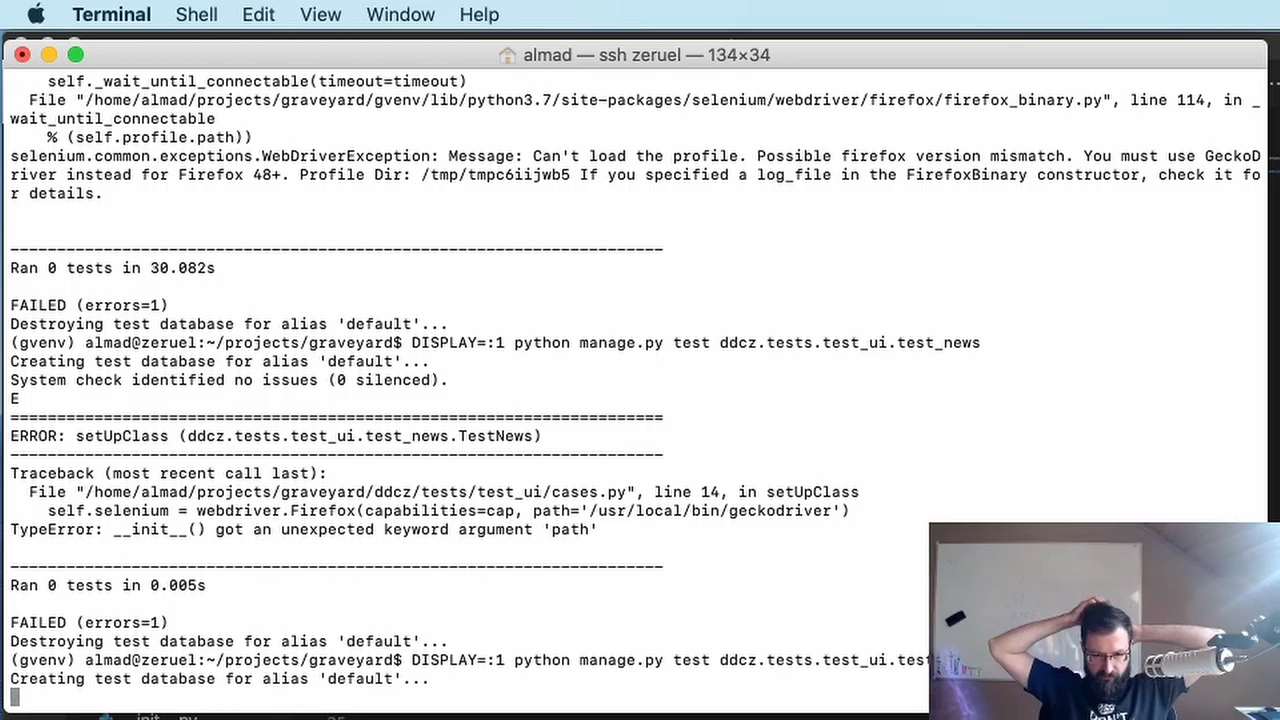 Terminal Shell Edit View Window Help
almad — ssh zeruel — 134×34
self._wait_until_connectable(timeout=timeout)
File "/home/almad/projects/graveyard/gvenv/lib/python3.7/site-packages/selenium/webdriver/firefox/firefox_binary.py", line 114, in _
wait_until_connectable
% (self.profile.path))
selenium.common.exceptions.WebDriverException: Message: Can't load the profile. Possible firefox version mismatch. You must use GeckoD
river instead for Firefox 48+. Profile Dir: /tmp/tmpc6iijwb5 If you specified a log_file in the FirefoxBinary constructor, check it fo
r details.
----------------------------------------------------------------------
Ran 0 tests in 30.082s
FAILED (errors=1)
Destroying test database for alias 'default'...
(gvenv) almad@zeruel:~/projects/graveyard$ DISPLAY=:1 python manage.py test ddcz.tests.test_ui.test_news
Creating test database for alias 'default'...
System check identified no issues (0 silenced).
E
======================================================================
ERROR: setUpClass (ddcz.tests.test_ui.test_news.TestNews)
----------------------------------------------------------------------
Traceback (most recent call last):
File "/home/almad/projects/graveyard/ddcz/tests/test_ui/cases.py", line 14, in setUpClass
self.selenium = webdriver.Firefox(capabilities=cap, path='/usr/local/bin/geckodriver')
TypeError: __init__() got an unexpected keyword argument 'path'
----------------------------------------------------------------------
Ran 0 tests in 0.005s
FAILED (errors=1)
Destroying test database for alias 'default'...
(gvenv) almad@zeruel:~/projects/graveyard$ DISPLAY=:1 python manage.py test ddcz.tests.test_ui.test
Creating test database for alias 'default'...